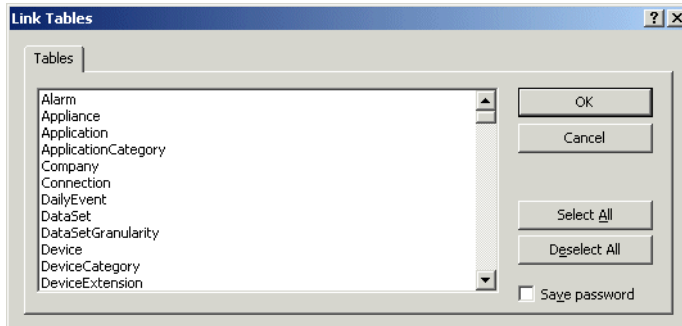 Link Tables
Tables
Alarm
Appliance
Application
ApplicationCategory
Company
Connection
DailyEvent
DataSet
DataSetGranularity
Device
DeviceCategory
DeviceExtension
OK
Cancel
Select All
Deselect All
Save password